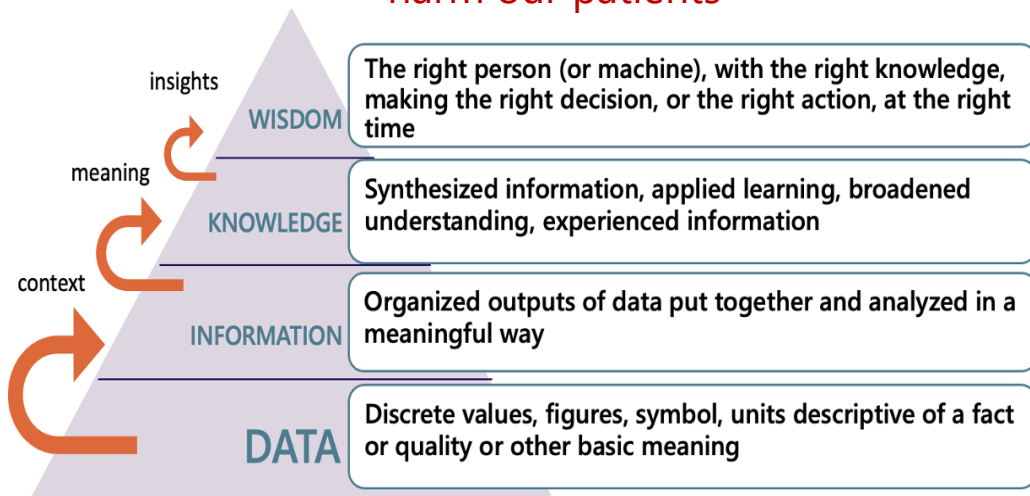 harm our patients
insights
WISDOM
The right person (or machine), with the right knowledge,
making the right decision, or the right action, at the right
time
meaning
KNOWLEDGE
Synthesized information, applied learning, broadened
understanding, experienced information
context
INFORMATION
Organized outputs of data put together and analyzed in a
meaningful way
DATA
Discrete values, figures, symbol, units descriptive of a fact
or quality or other basic meaning